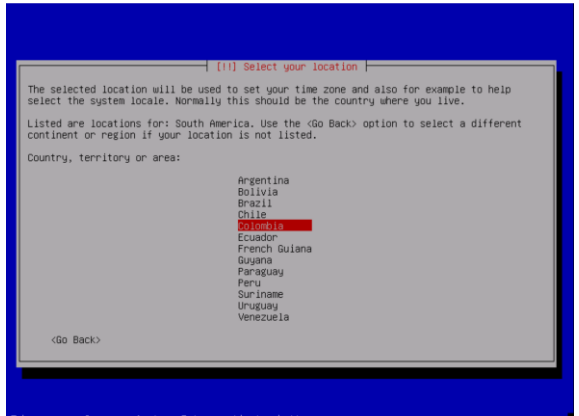 [!!] Select your location
The selected location will be used to set your time zone and also for example to help
select the system locale. Normally this should be the country where you live.
Listed are locations for: South America. Use the <Go Back> option to select a different
continent or region if your location is not listed.
Country, territory or area:
Argentina
Bolivia
Brazil
Chile
Colombia
Ecuador
French Guiana
Guyana
Paraguay
Peru
Suriname
Uruguay
Venezuela
<Go Back>